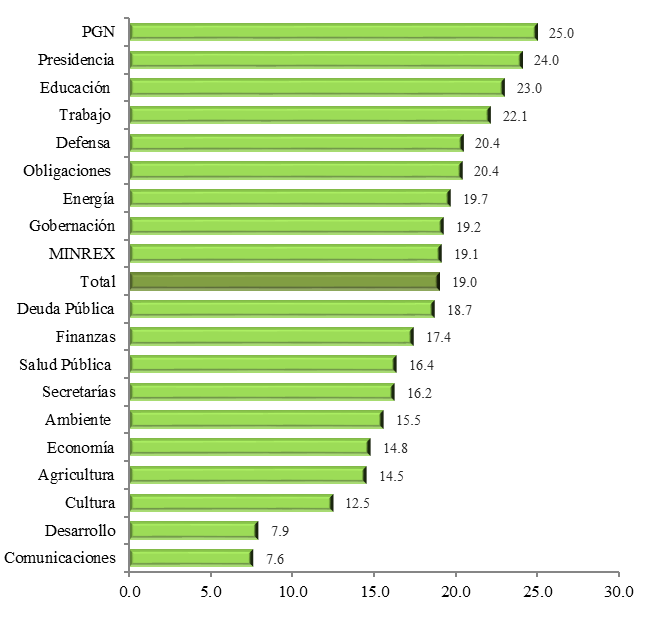 PGN 25.0
Presidencia 24.0
Educación 23.0
Trabajo 22.1
Defensa 20.4
Obligaciones 20.4
Energía 19.7
Gobernación 19.2
MINREX 19.1
Total 19.0
Deuda Pública 18.7
Finanzas 17.4
Salud Pública 16.4
Secretarías 16.2
Ambiente 15.5
Economía 14.8
Agricultura 14.5
Cultura 12.5
Desarrollo 7.9
Comunicaciones 7.6
0.0 5.0 10.0 15.0 20.0 25.0 30.0